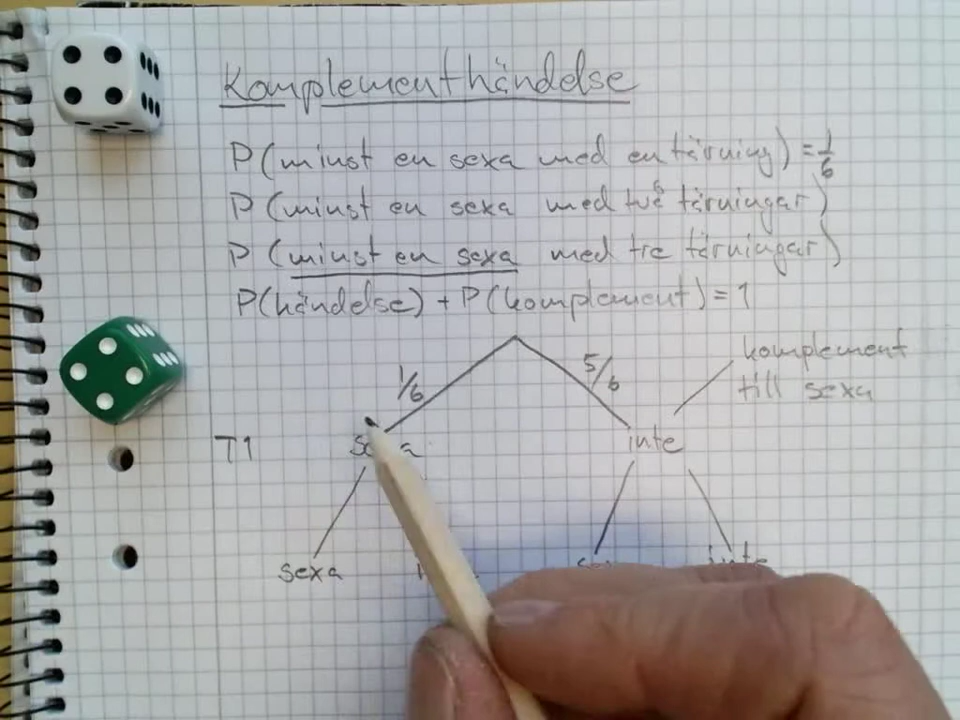 Komplementhändelse
P(minst en sexa med en tärning) = 1/6
P(minst en sexa med två tärningar)
P(minst en sexa med tre tärningar)
P(händelse) + P(komplement) = 1
1/6 5/6 komplement
till sexa
T1 inte
sexa inte